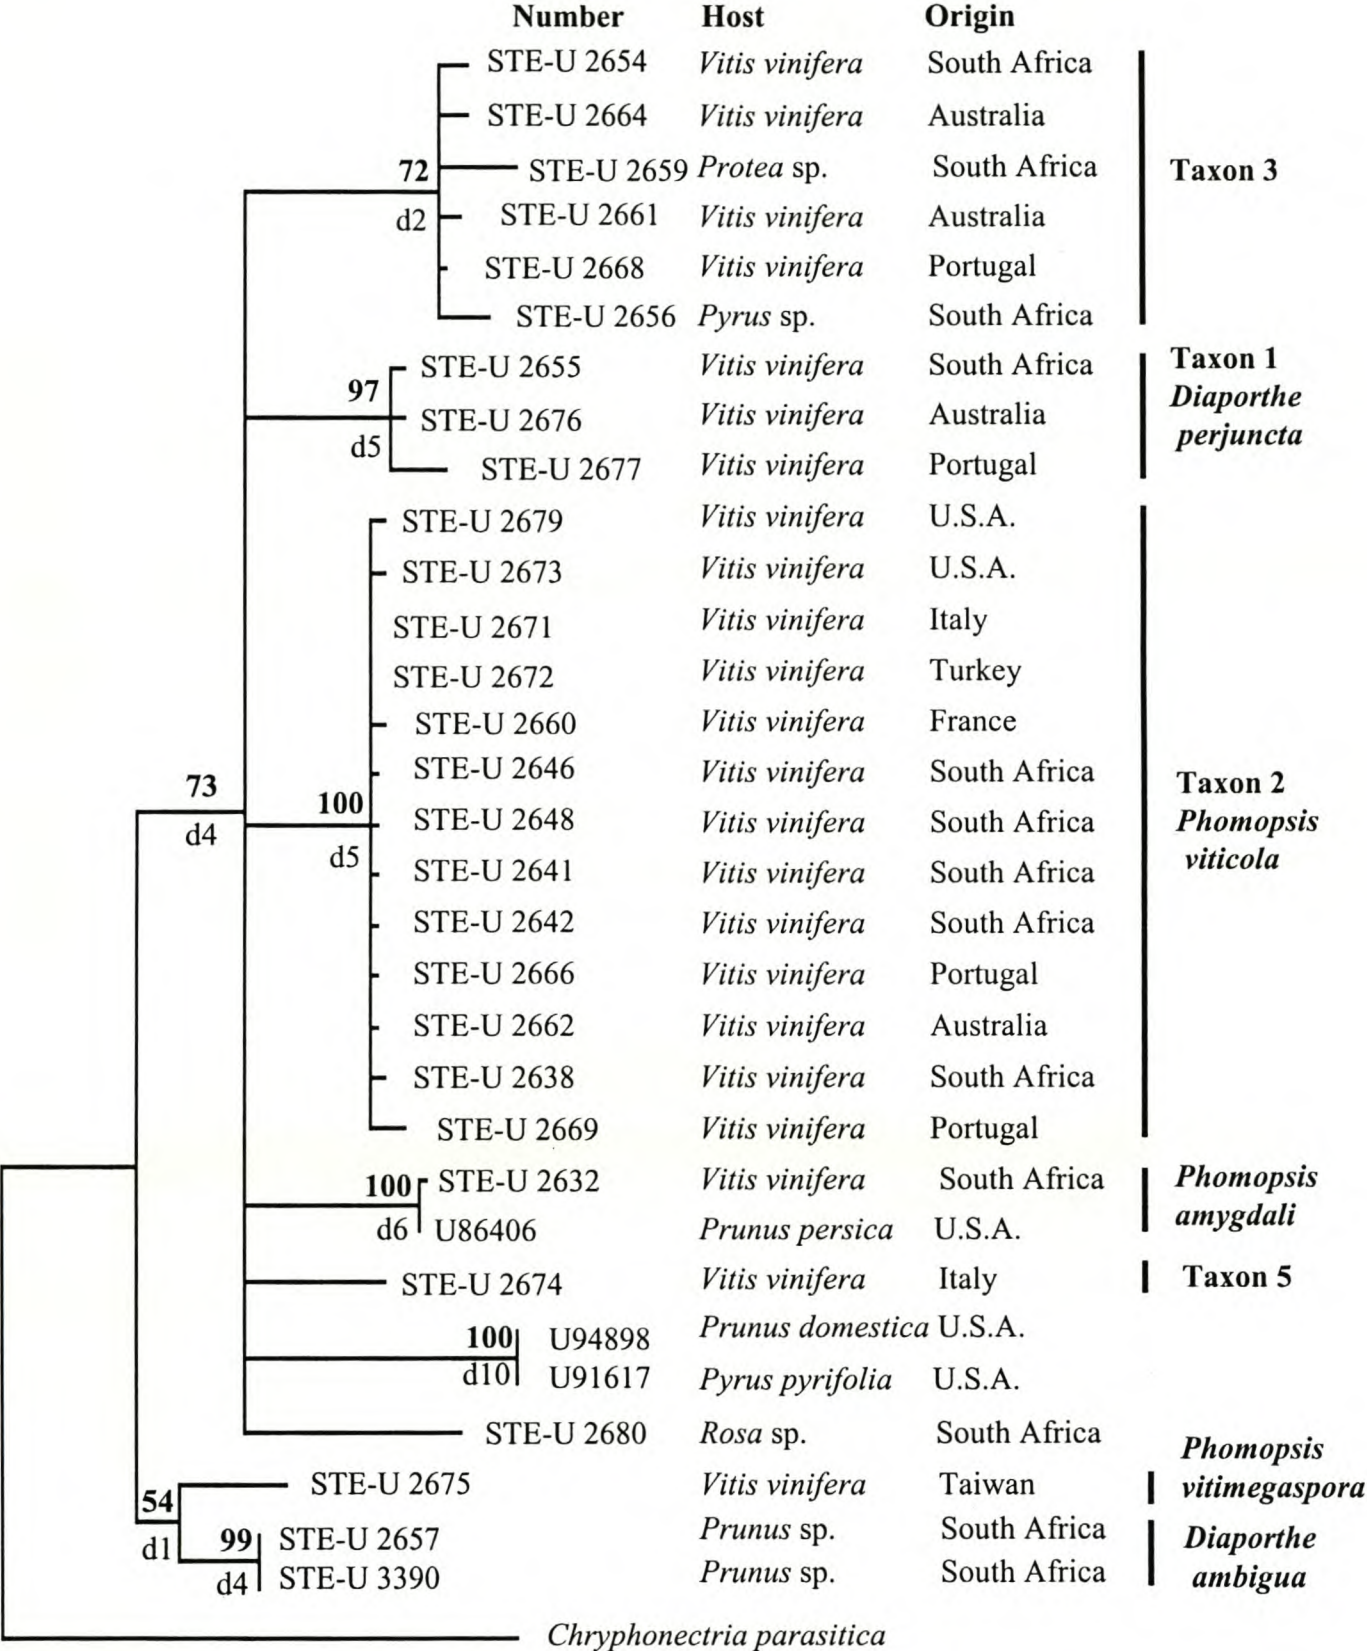 Number Host Origin
STE-U 2654 Vitis vinifera South Africa
STE-U 2664 Vitis vinifera Australia
72 STE-U 2659 Protea sp. South Africa Taxon 3
d2 STE-U 2661 Vitis vinifera Australia
STE-U 2668 Vitis vinifera Portugal
STE-U 2656 Pyrus sp. South Africa
STE-U 2655 Vitis vinifera South Africa Taxon 1
97 Diaporthe
STE-U 2676 Vitis vinifera Australia perjuncta
d5
STE-U 2677 Vitis vinifera Portugal
STE-U 2679 Vitis vinifera U.S.A.
STE-U 2673 Vitis vinifera U.S.A.
STE-U 2671 Vitis vinifera Italy
STE-U 2672 Vitis vinifera Turkey
STE-U 2660 Vitis vinifera France
73 STE-U 2646 Vitis vinifera South Africa Taxon 2
100 STE-U 2648 Vitis vinifera South Africa Phomopsis
d4
d5 STE-U 2641 Vitis vinifera South Africa viticola
STE-U 2642 Vitis vinifera South Africa
STE-U 2666 Vitis vinifera Portugal
STE-U 2662 Vitis vinifera Australia
STE-U 2638 Vitis vinifera South Africa
STE-U 2669 Vitis vinifera Portugal
100 STE-U 2632 Vitis vinifera South Africa Phomopsis
d6 U86406 Prunus persica U.S.A. amygdali
STE-U 2674 Vitis vinifera Italy Taxon 5
100 U94898 Prunus domestica U.S.A.
d10 U91617 Pyrus pyrifolia U.S.A.
STE-U 2680 Rosa sp. South Africa
Phomopsis
54 STE-U 2675 Vitis vinifera Taiwan vitimegaspora
d1 99 STE-U 2657 Prunus sp. South Africa Diaporthe
d4 STE-U 3390 Prunus sp. South Africa ambigua
Chryphonectria parasitica